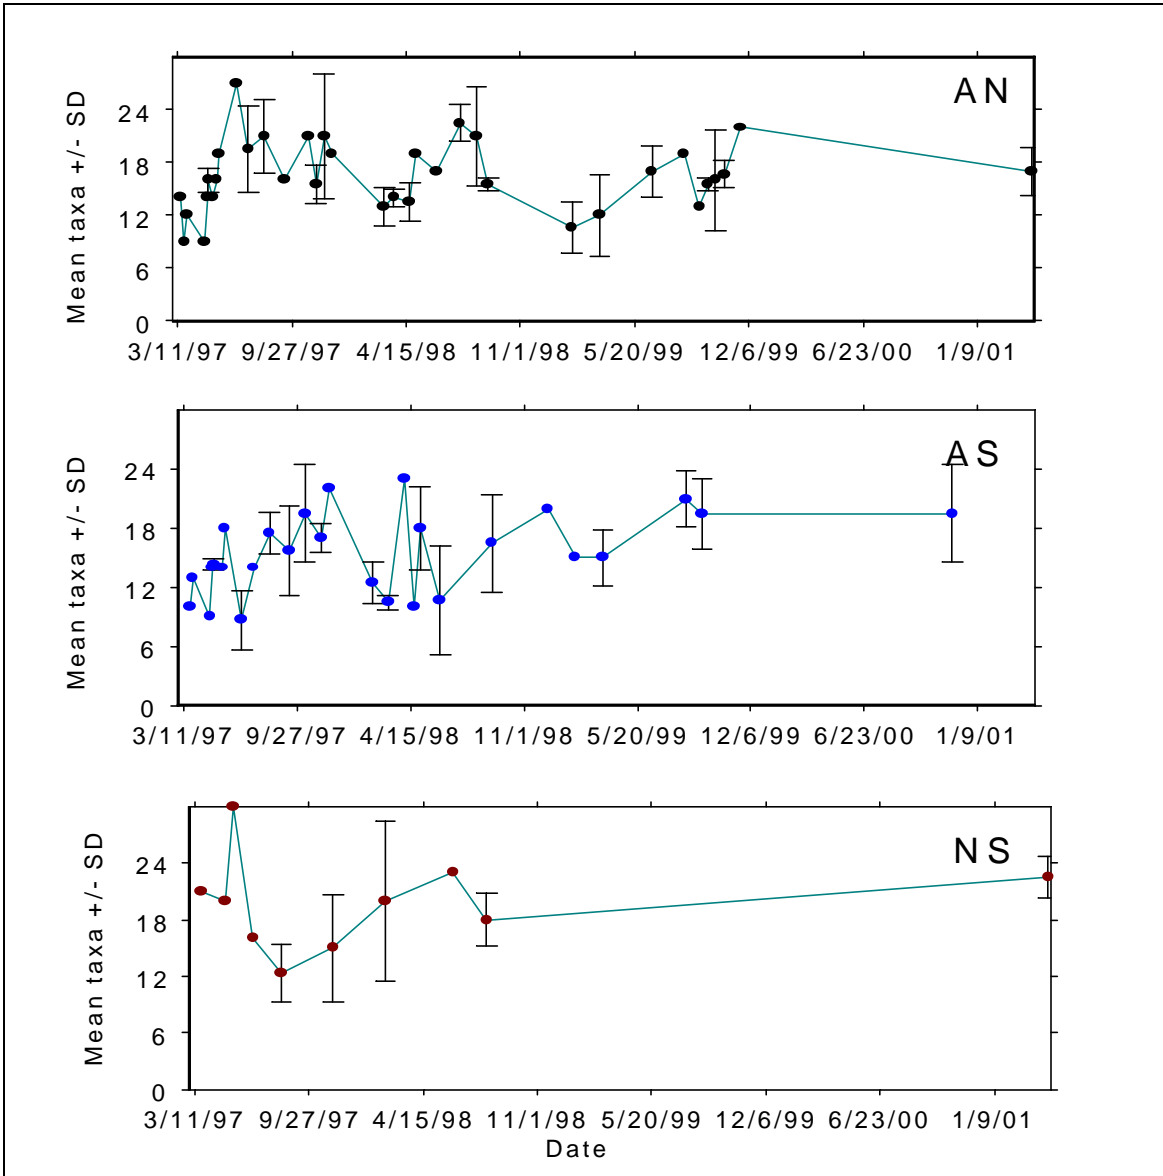 AN
Mean taxa +/- SD
24
18
12
6
0
3/11/97 9/27/97 4/15/98 11/1/98 5/20/99 12/6/99 6/23/00 1/9/01
AS
Mean taxa +/- SD
24
18
12
6
0
3/11/97 9/27/97 4/15/98 11/1/98 5/20/99 12/6/99 6/23/00 1/9/01
NS
Mean taxa +/- SD
24
18
12
6
0
3/11/97 9/27/97 4/15/98 11/1/98 5/20/99 12/6/99 6/23/00 1/9/01
Date